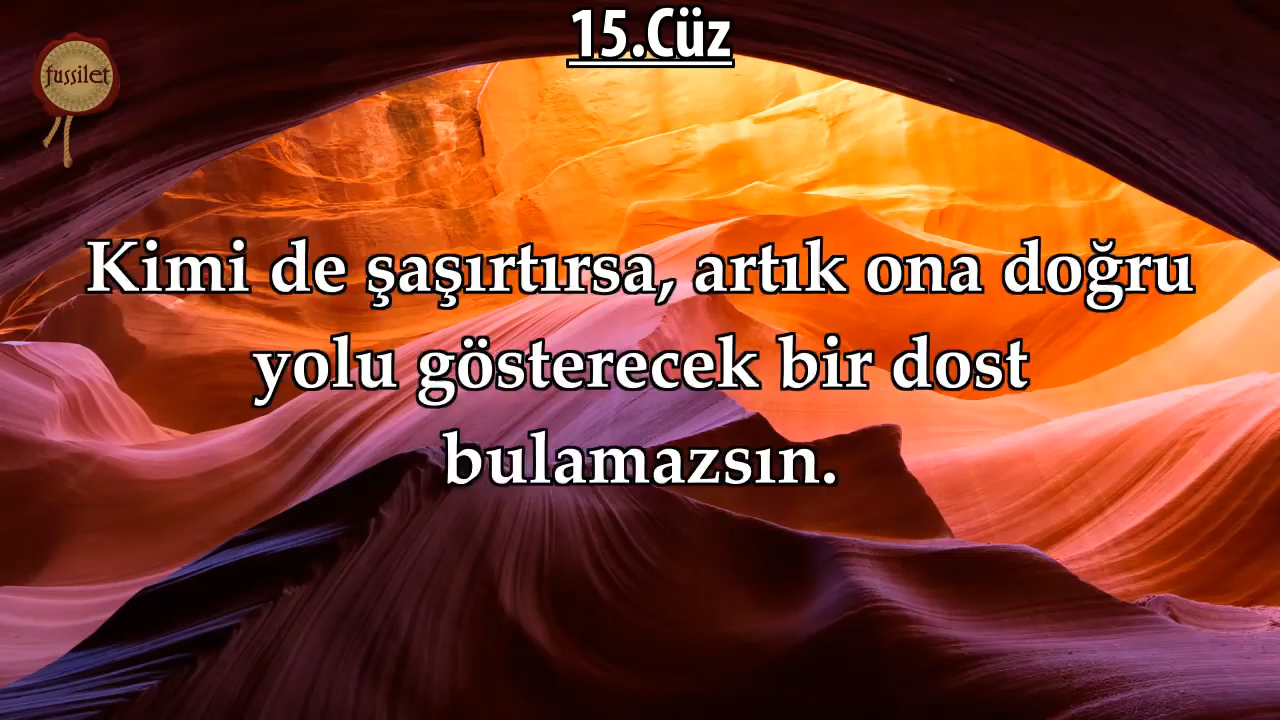 15.Cüz
fussilet
Kimi de şaşırtırsa, artık ona doğru
yolu gösterecek bir dost
bulamazsın.